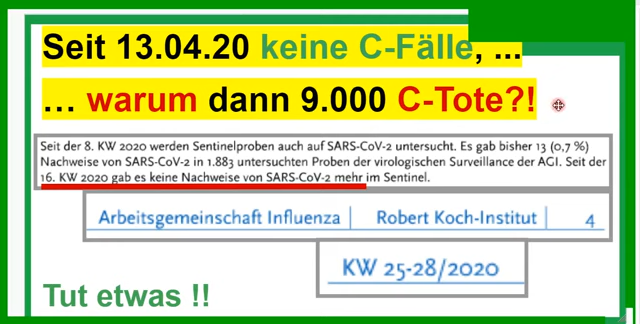 Seit 13.04.20 keine C-Fälle, ...
... warum dann 9.000 C-Tote?!
Seit der 8. KW 2020 werden Sentinelproben auch auf SARS-CoV-2 untersucht. Es gab bisher 13 (0,7 %)
Nachweise von SARS-CoV-2 in 1.883 untersuchten Proben der virologischen Surveillance der AGI. Seit der
16. KW 2020 gab es keine Nachweise von SARS-CoV-2 mehr im Sentinel.
Arbeitsgemeinschaft Influenza | Robert Koch-Institut | 4
KW 25-28/2020
Tut etwas !!